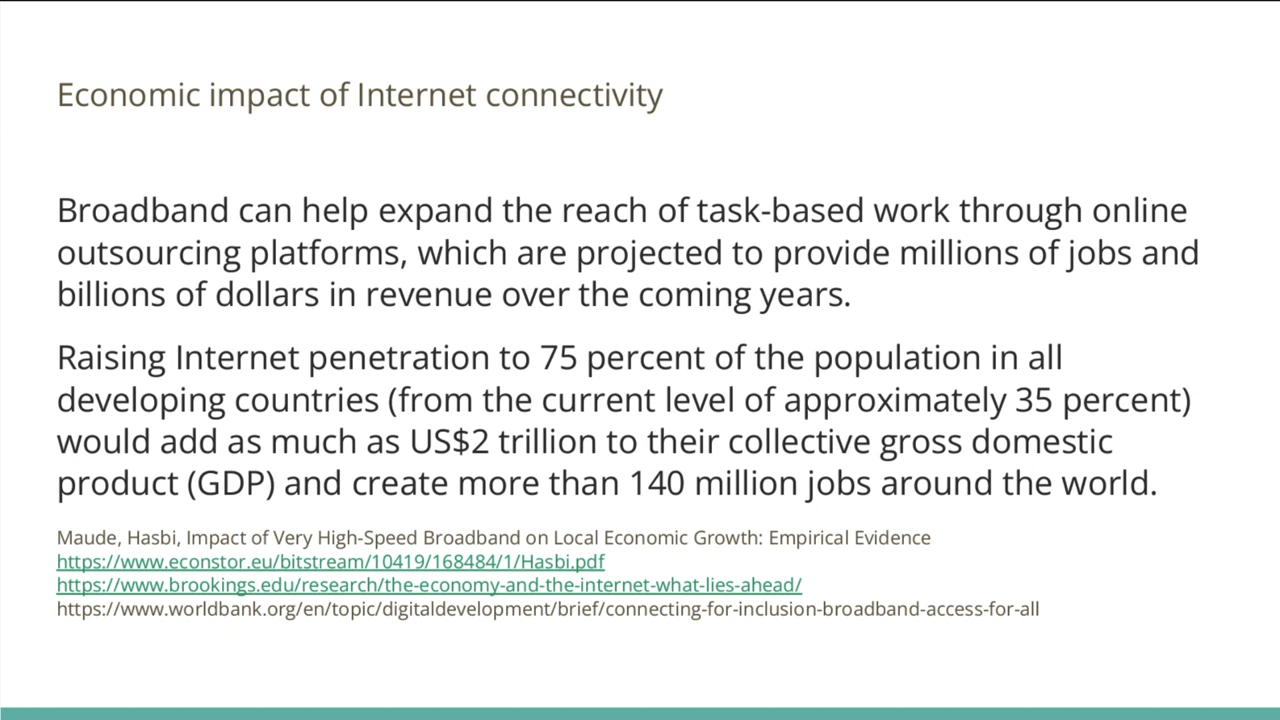 Economic impact of Internet connectivity
Broadband can help expand the reach of task-based work through online
outsourcing platforms, which are projected to provide millions of jobs and
billions of dollars in revenue over the coming years.
Raising Internet penetration to 75 percent of the population in all
developing countries (from the current level of approximately 35 percent)
would add as much as US$2 trillion to their collective gross domestic
product (GDP) and create more than 140 million jobs around the world.
Maude, Hasbi, Impact of Very High-Speed Broadband on Local Economic Growth: Empirical Evidence
https://www.econstor.eu/bitstream/10419/168484/1/Hasbi.pdf
https://www.brookings.edu/research/the-economy-and-the-internet-what-lies-ahead/
https://www.worldbank.org/en/topic/digitaldevelopment/brief/connecting-for-inclusion-broadband-access-for-all